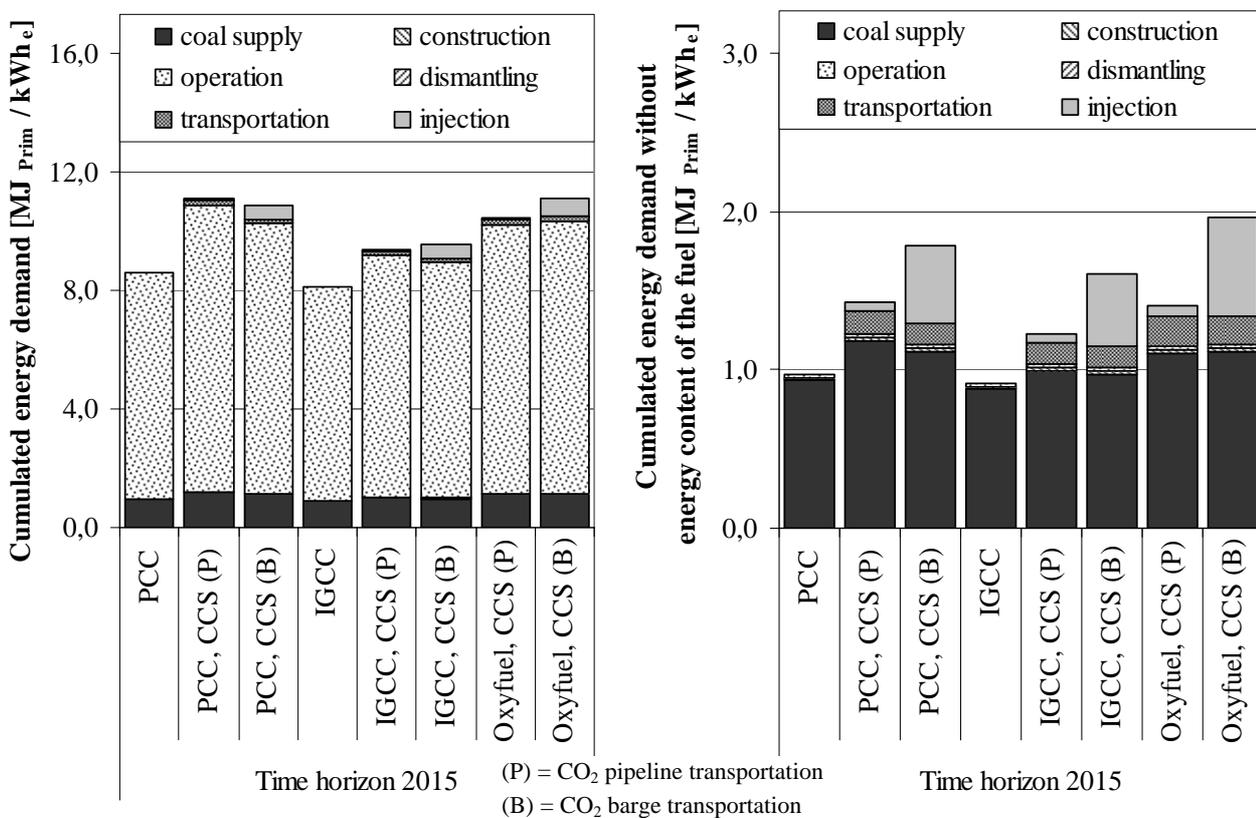 Cumulated energy demand [MJ Prim / kWh e]
16,0
12,0
8,0
4,0
0,0
coal supply
construction
operation
dismantling
transportation
injection
PCC
PCC, CCS (P)
PCC, CCS (B)
IGCC
IGCC, CCS (P)
IGCC, CCS (B)
Oxyfuel, CCS (P)
Oxyfuel, CCS (B)
Time horizon 2015
Cumulated energy demand without
energy content of the fuel [MJ Prim / kWh e]
3,0
2,0
1,0
0,0
coal supply
construction
operation
dismantling
transportation
injection
PCC
PCC, CCS (P)
PCC, CCS (B)
IGCC
IGCC, CCS (P)
IGCC, CCS (B)
Oxyfuel, CCS (P)
Oxyfuel, CCS (B)
Time horizon 2015
(P) = CO₂ pipeline transportation
(B) = CO₂ barge transportation